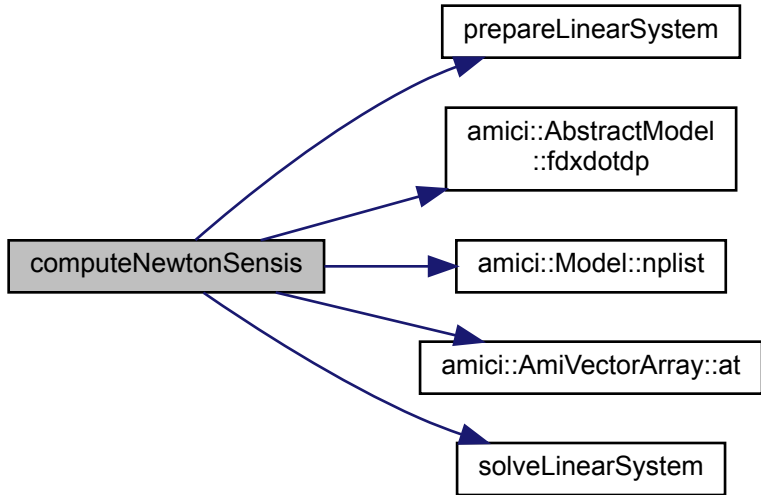 prepareLinearSystem
amici::AbstractModel
::fdxdotdp
computeNewtonSensis
amici::Model::nplist
amici::AmiVectorArray::at
solveLinearSystem